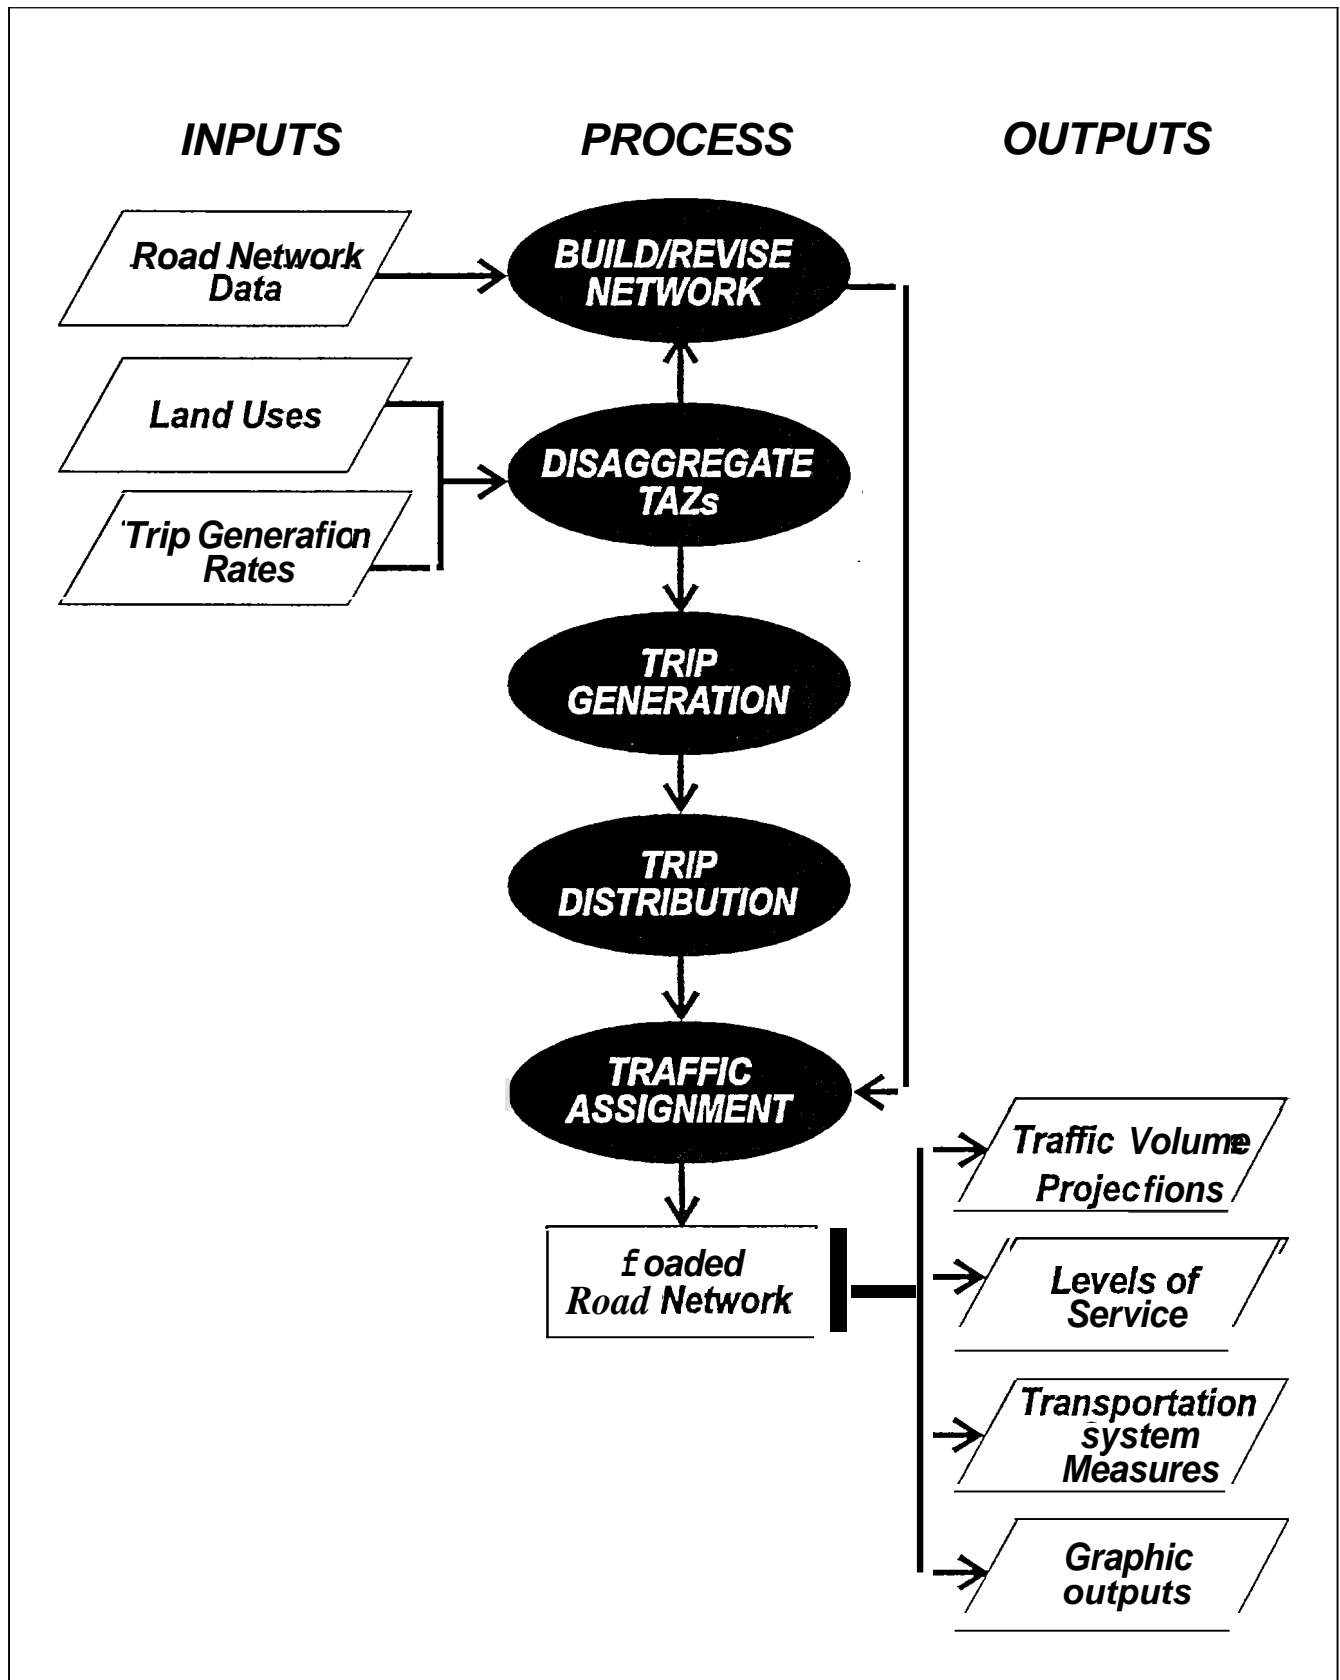 INPUTS PROCESS OUTPUTS
Road Network
Data
BUILD/REVISE
NETWORK
Land Uses
DISAGGREGATE
TAZs
'Trip Generafion
Rates
TRIP
GENERATION
TRIP
DISTRIBUTION
TRAFFIC
ASSIGNMENT
Traffic Volume
Projecfions
foaded
Road Network
Levels of
Service
Transportation
system
Measures
Graphic
outputs